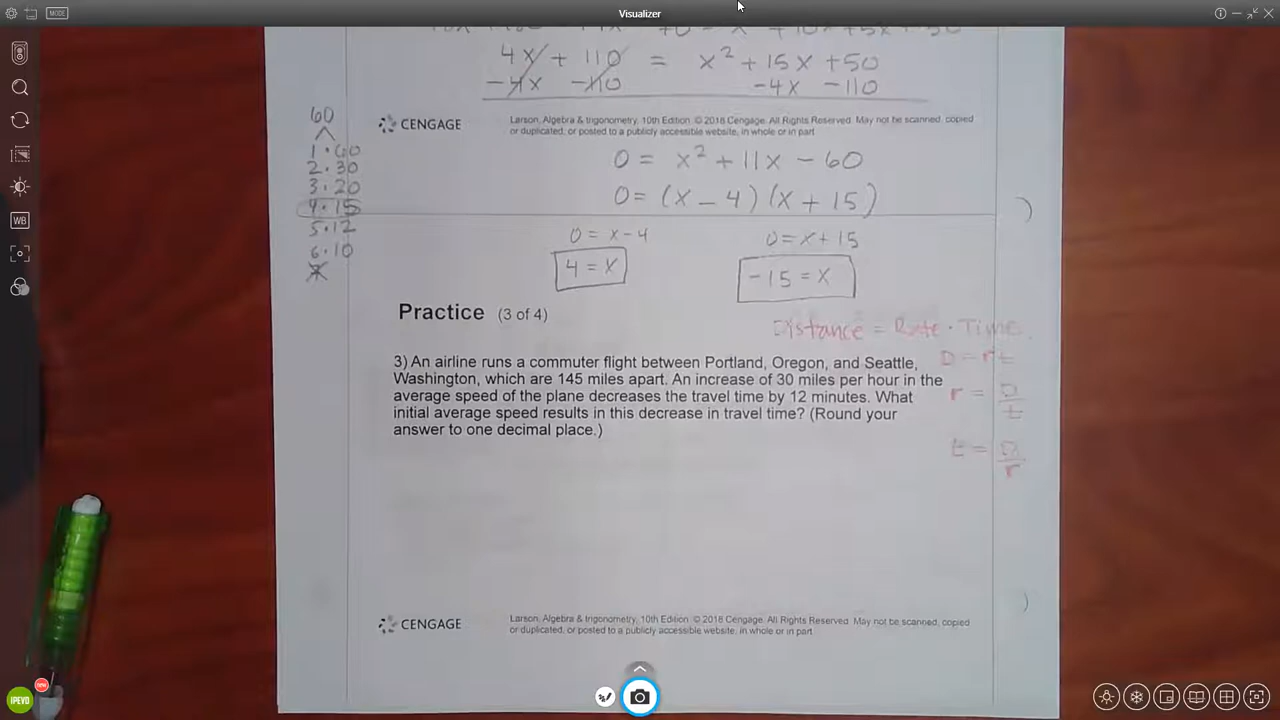 MODE
Visualizer
4x + 110 = x² + 15x + 50
-4x -110 -4x -110
60
1·60
2·30
3·20
4·15
5·12
6·10
CENGAGE
Larson, Algebra & trigonometry, 10th Edition. © 2018 Cengage. All Rights Reserved. May not be scanned, copied
or duplicated, or posted to a publicly accessible website, in whole or in part.
0 = x² + 11x - 60
0 = (x - 4)(x + 15)
0 = x - 4
0 = x + 15
4 = x
-15 = x
Practice (3 of 4)
Distance = Rate · Time
3) An airline runs a commuter flight between Portland, Oregon, and Seattle,
Washington, which are 145 miles apart. An increase of 30 miles per hour in the
average speed of the plane decreases the travel time by 12 minutes. What
initial average speed results in this decrease in travel time? (Round your
answer to one decimal place.)
D = rt
r = D/t
t = D/r
CENGAGE
Larson, Algebra & trigonometry, 10th Edition. © 2018 Cengage. All Rights Reserved. May not be scanned, copied
or duplicated, or posted to a publicly accessible website, in whole or in part.
WB
IPEVO
new